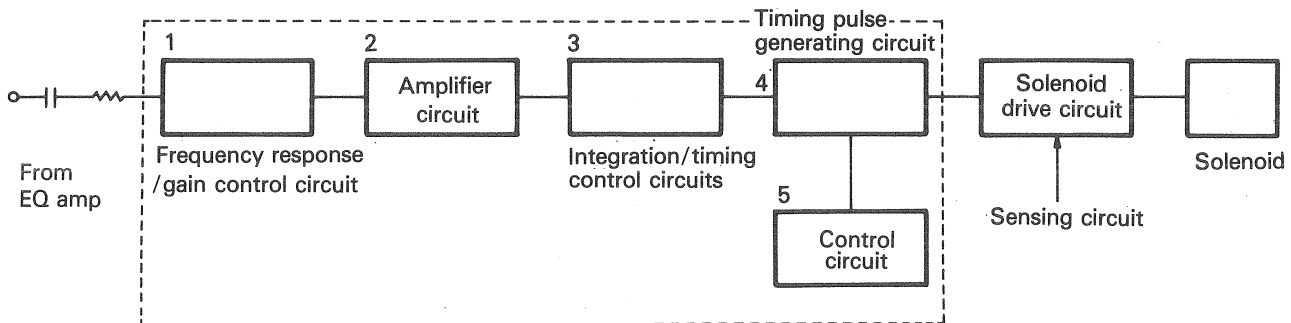 Timing pulse
generating circuit
1
2
3
4
Amplifier
circuit
Solenoid
drive circuit
From
EQ amp
Frequency response
/gain control circuit
Integration/timing
control circuits
Solenoid
5
Control
circuit
Sensing circuit